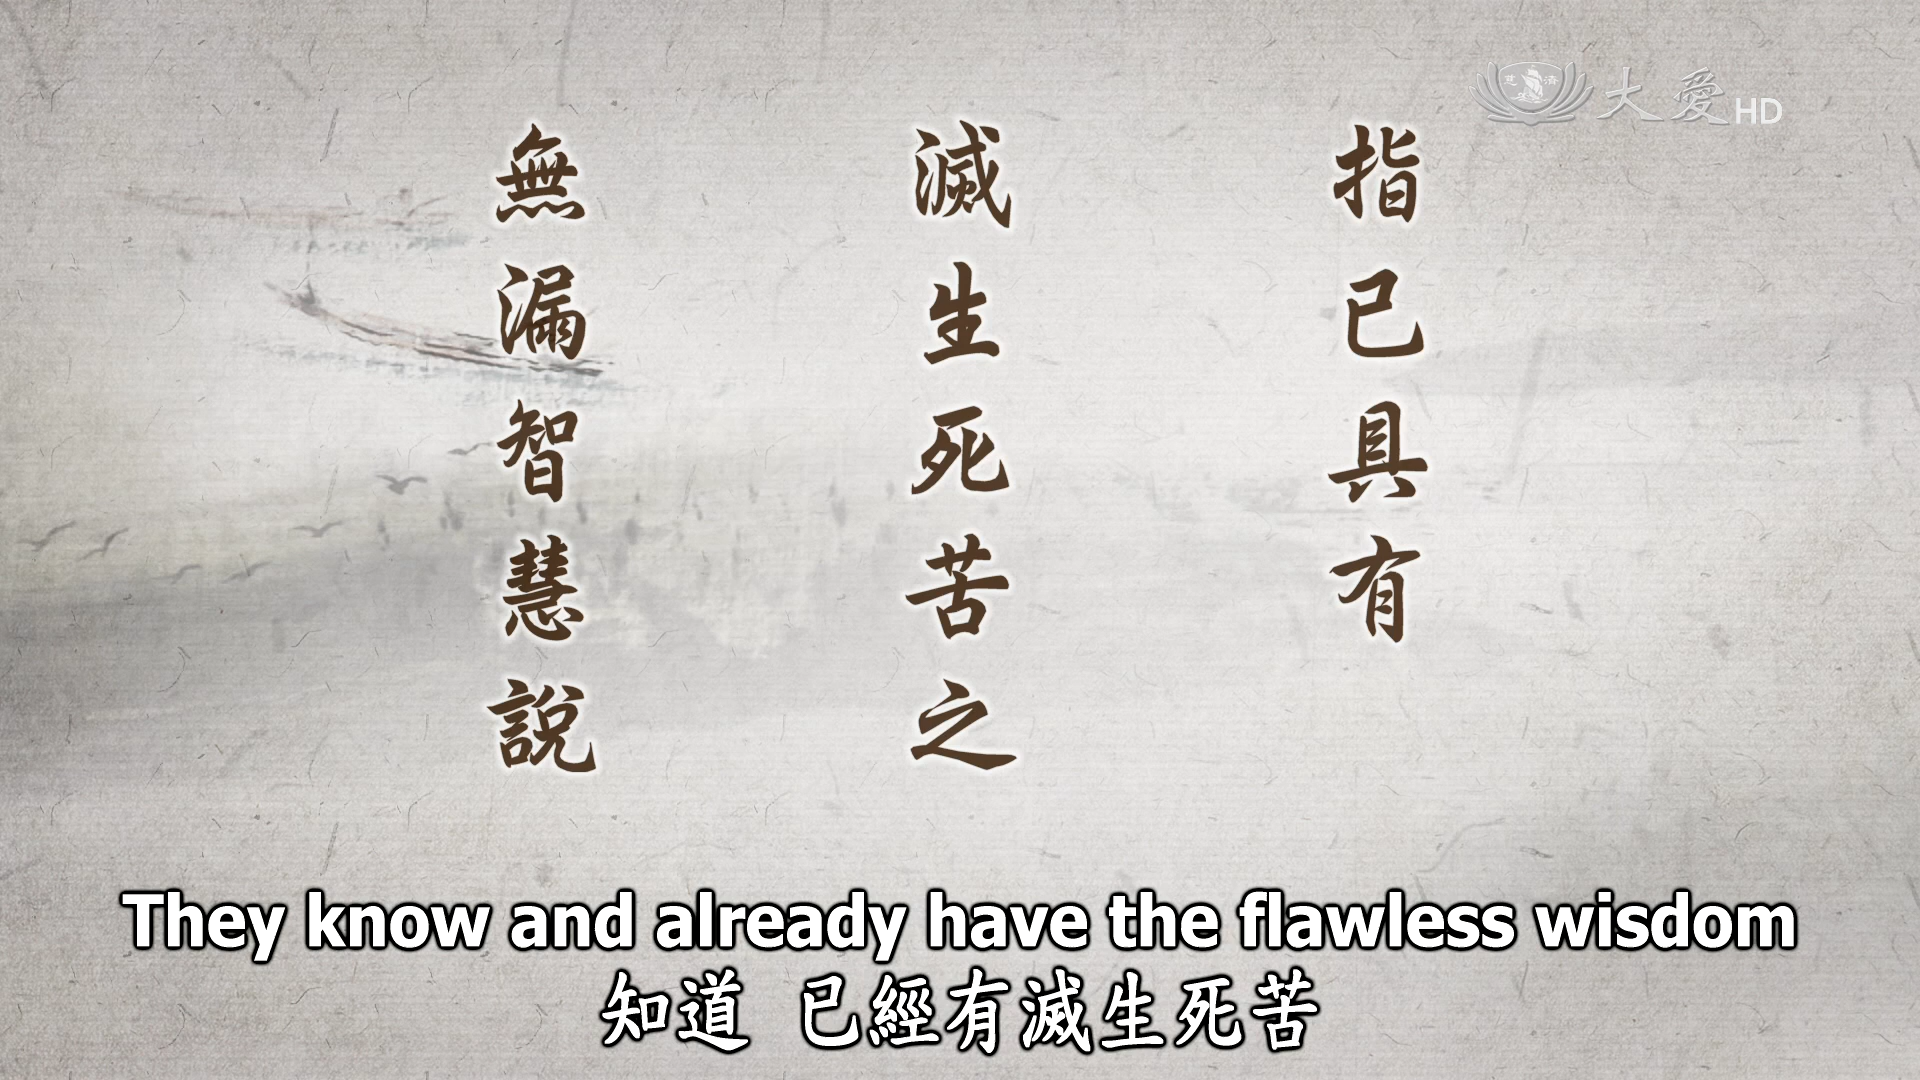 大愛HD
指已具有
滅生死苦之
無漏智慧說
They know and already have the flawless wisdom
知道 已經有滅生死苦